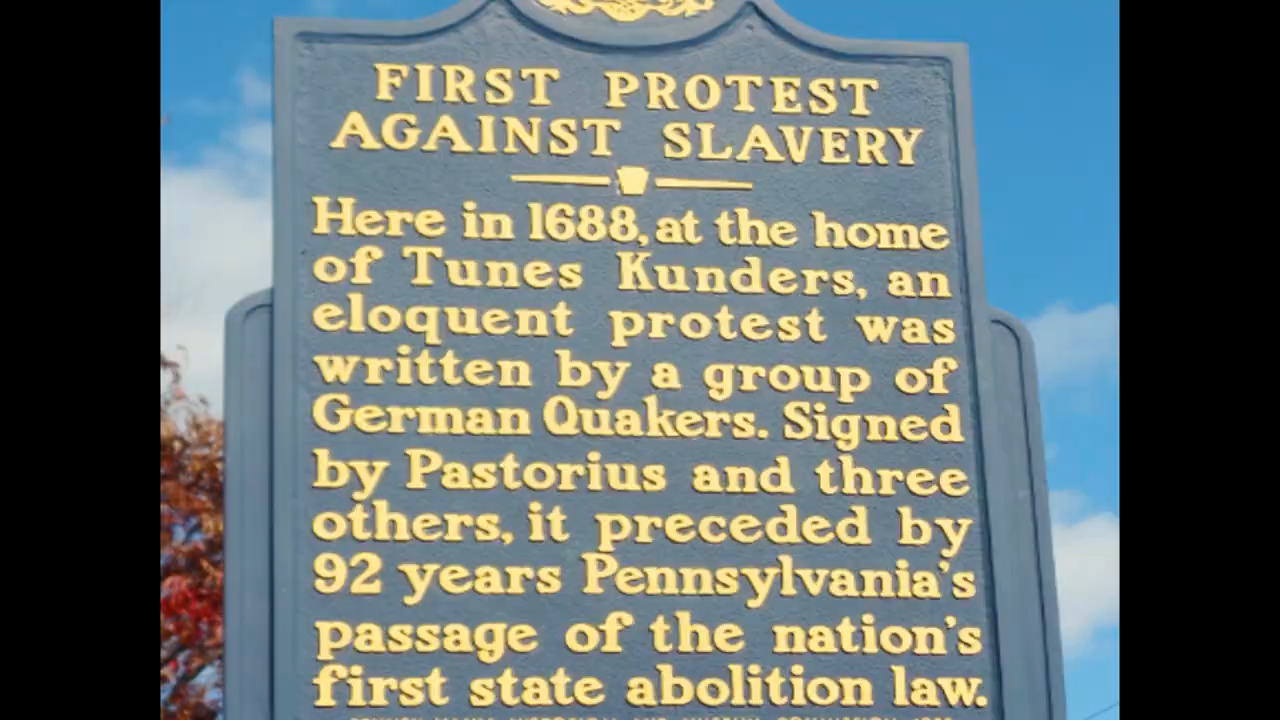 FIRST PROTEST
AGAINST SLAVERY
Here in 1688, at the home
of Tunes Kunders, an
eloquent protest was
written by a group of
German Quakers. Signed
by Pastorius and three
others, it preceded by
92 years Pennsylvania's
passage of the nation's
first state abolition law.